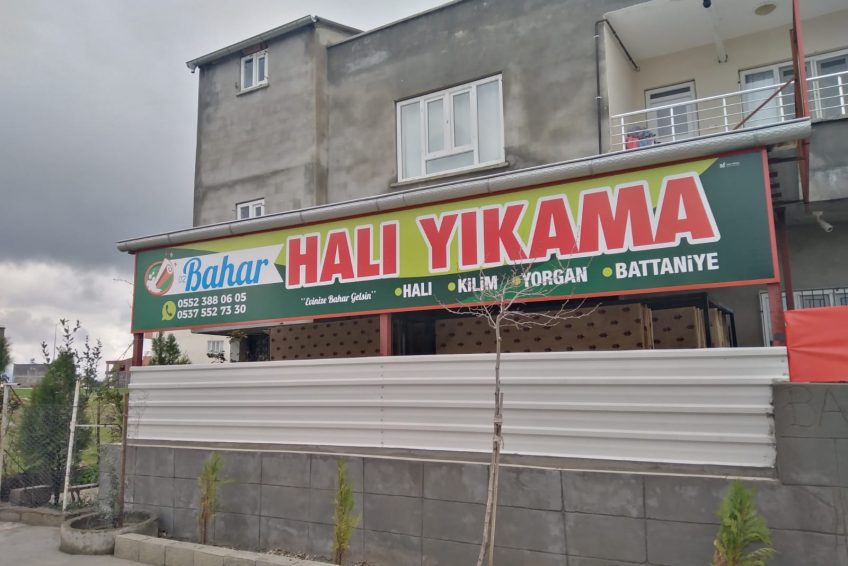 Bahar
HALI YIKAMA
0552 388 06 05
0537 552 73 30
"Evinize Bahar Gelsin"
•HALI •KİLİM •YORGAN •BATTANİYE
BA